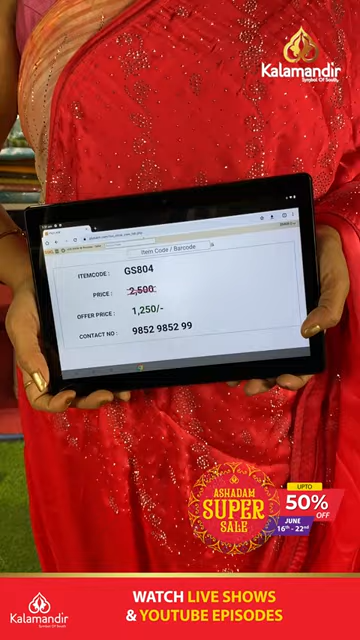 Kalamandir
Symbol Of South
Item Code / Barcode
ITEMCODE : GS804
PRICE : 2,500
OFFER PRICE : 1,250/-
CONTACT NO : 9852 9852 99
ASHADAM
SUPER
SALE
UPTO
50%
OFF
JUNE
16th - 22nd
Kalamandir
Symbol Of South
WATCH LIVE SHOWS
& YOUTUBE EPISODES